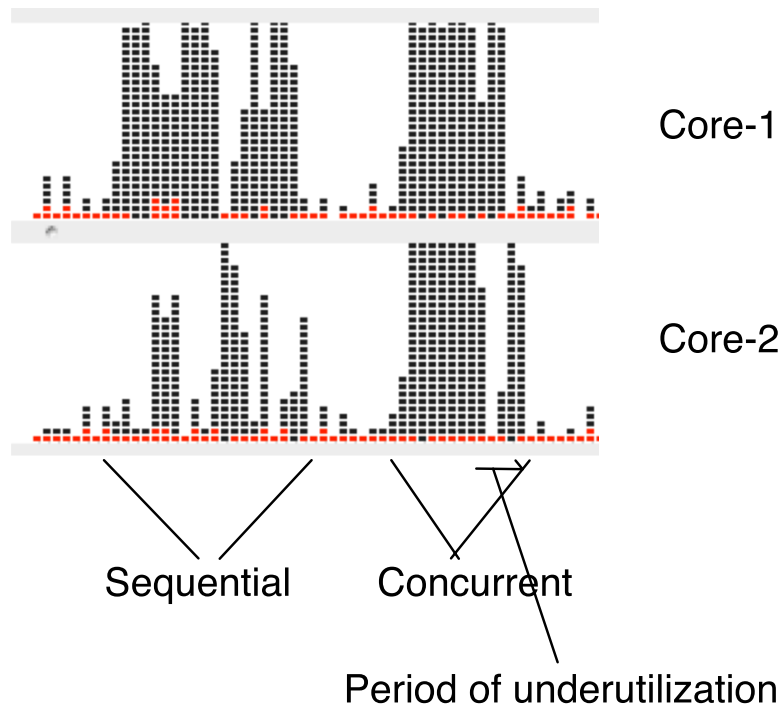 Core-1
Core-2
Sequential
Concurrent
Period of underutilization